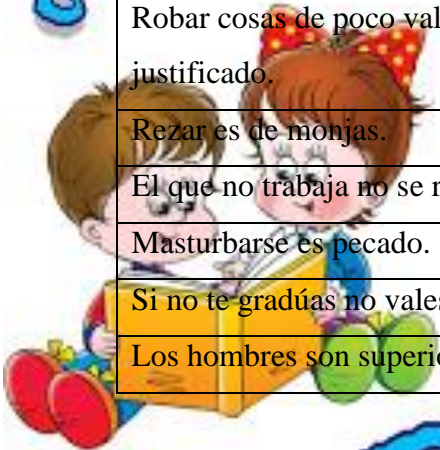 Robar cosas de poco val
justificado.
Rezar es de monjas.
El que no trabaja no se r
Masturbarse es pecado.
Si no te gradúas no vales
Los hombres son superio